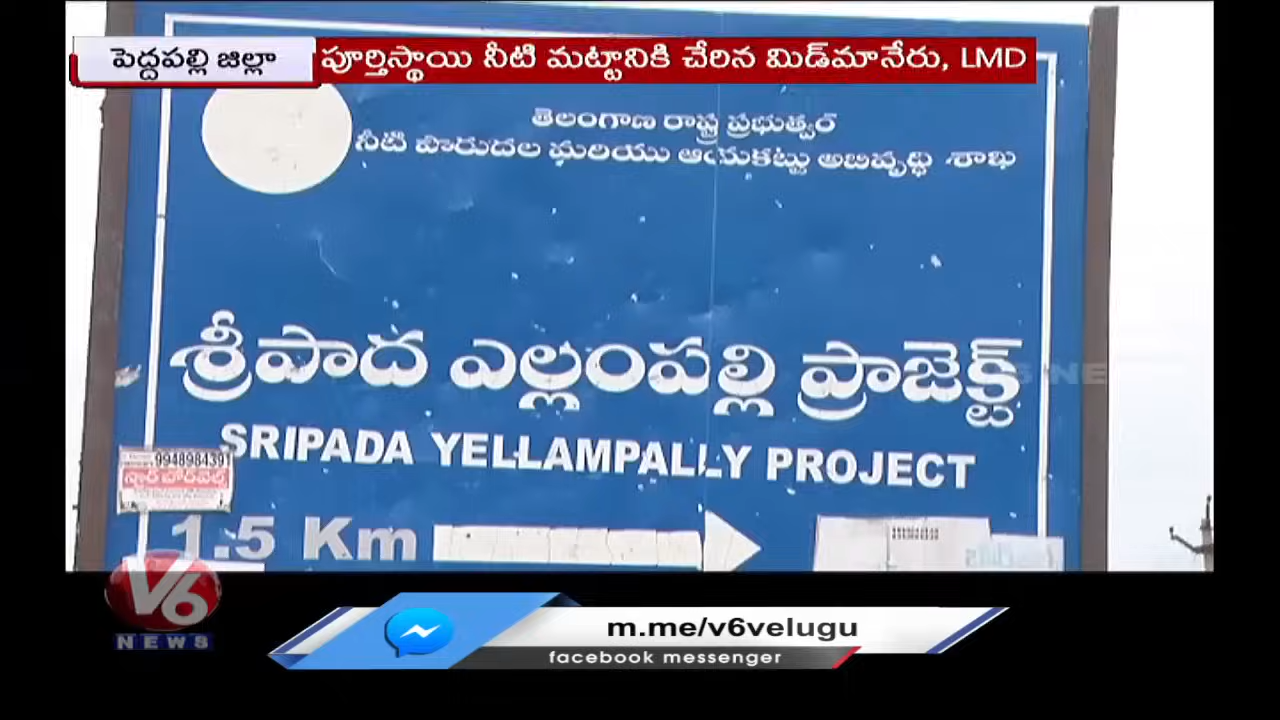 పెద్దపల్లి జిల్లా
పూర్తిస్థాయి నీటి మట్టానికి చేరిన మిడ్‌మానేరు, LMD
తెలంగాణ రాష్ట్ర ప్రభుత్వం
నీటి పారుదల మరియు ఆయకట్టు అభివృద్ధి శాఖ
శ్రీపాద ఎల్లంపల్లి ప్రాజెక్ట్
SRIPADA YELLAMPALLY PROJECT
9948984391
1.5 Km
V6
NEWS
m.me/v6velugu
facebook messenger